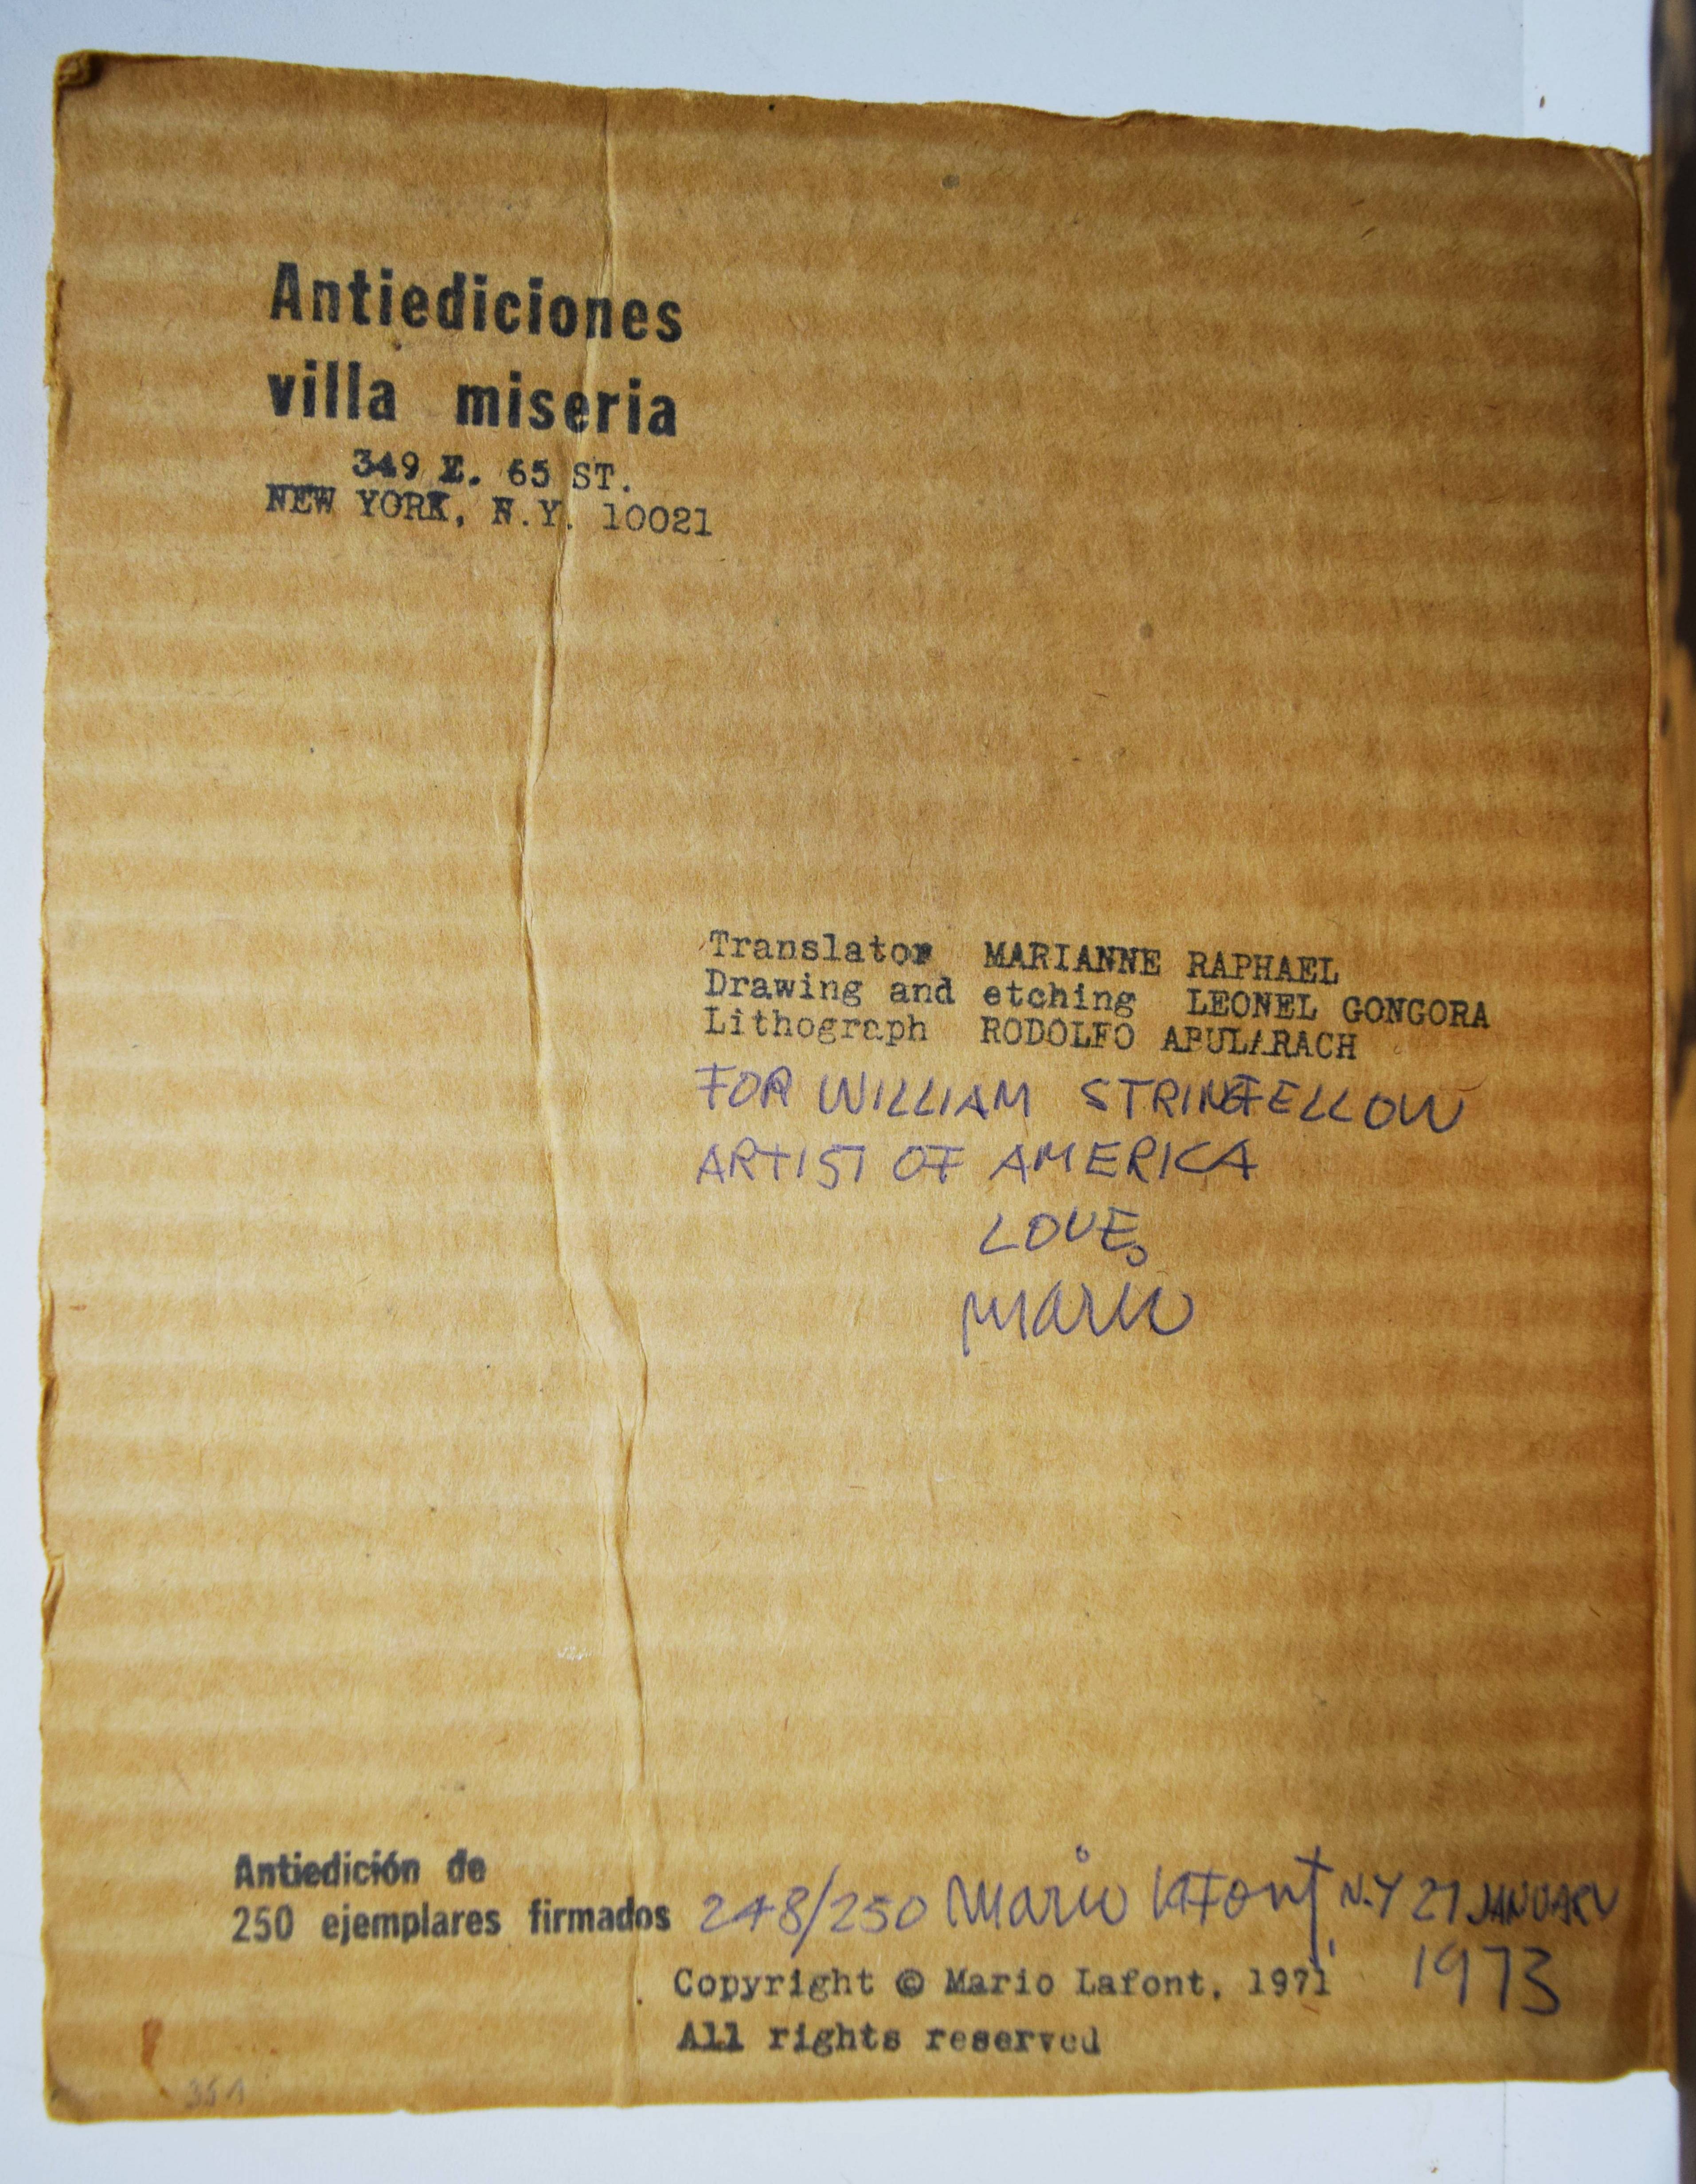 Antiediciones
villa miseria
349 E. 65 ST.
NEW YORK, N.Y. 10021
Translator MARIANNE RAPHAEL
Drawing and etching LEONEL GONGORA
Lithograph RODOLFO ABULARACH
FOR WILLIAM STRINGFELLOW
ARTIST OF AMERICA
LOVE,
Mario
Antiedición de
250 ejemplares firmados 248/250 Mario Lafont N.Y 21 JANUARY
1973
Copyright © Mario Lafont, 1971
All rights reserved